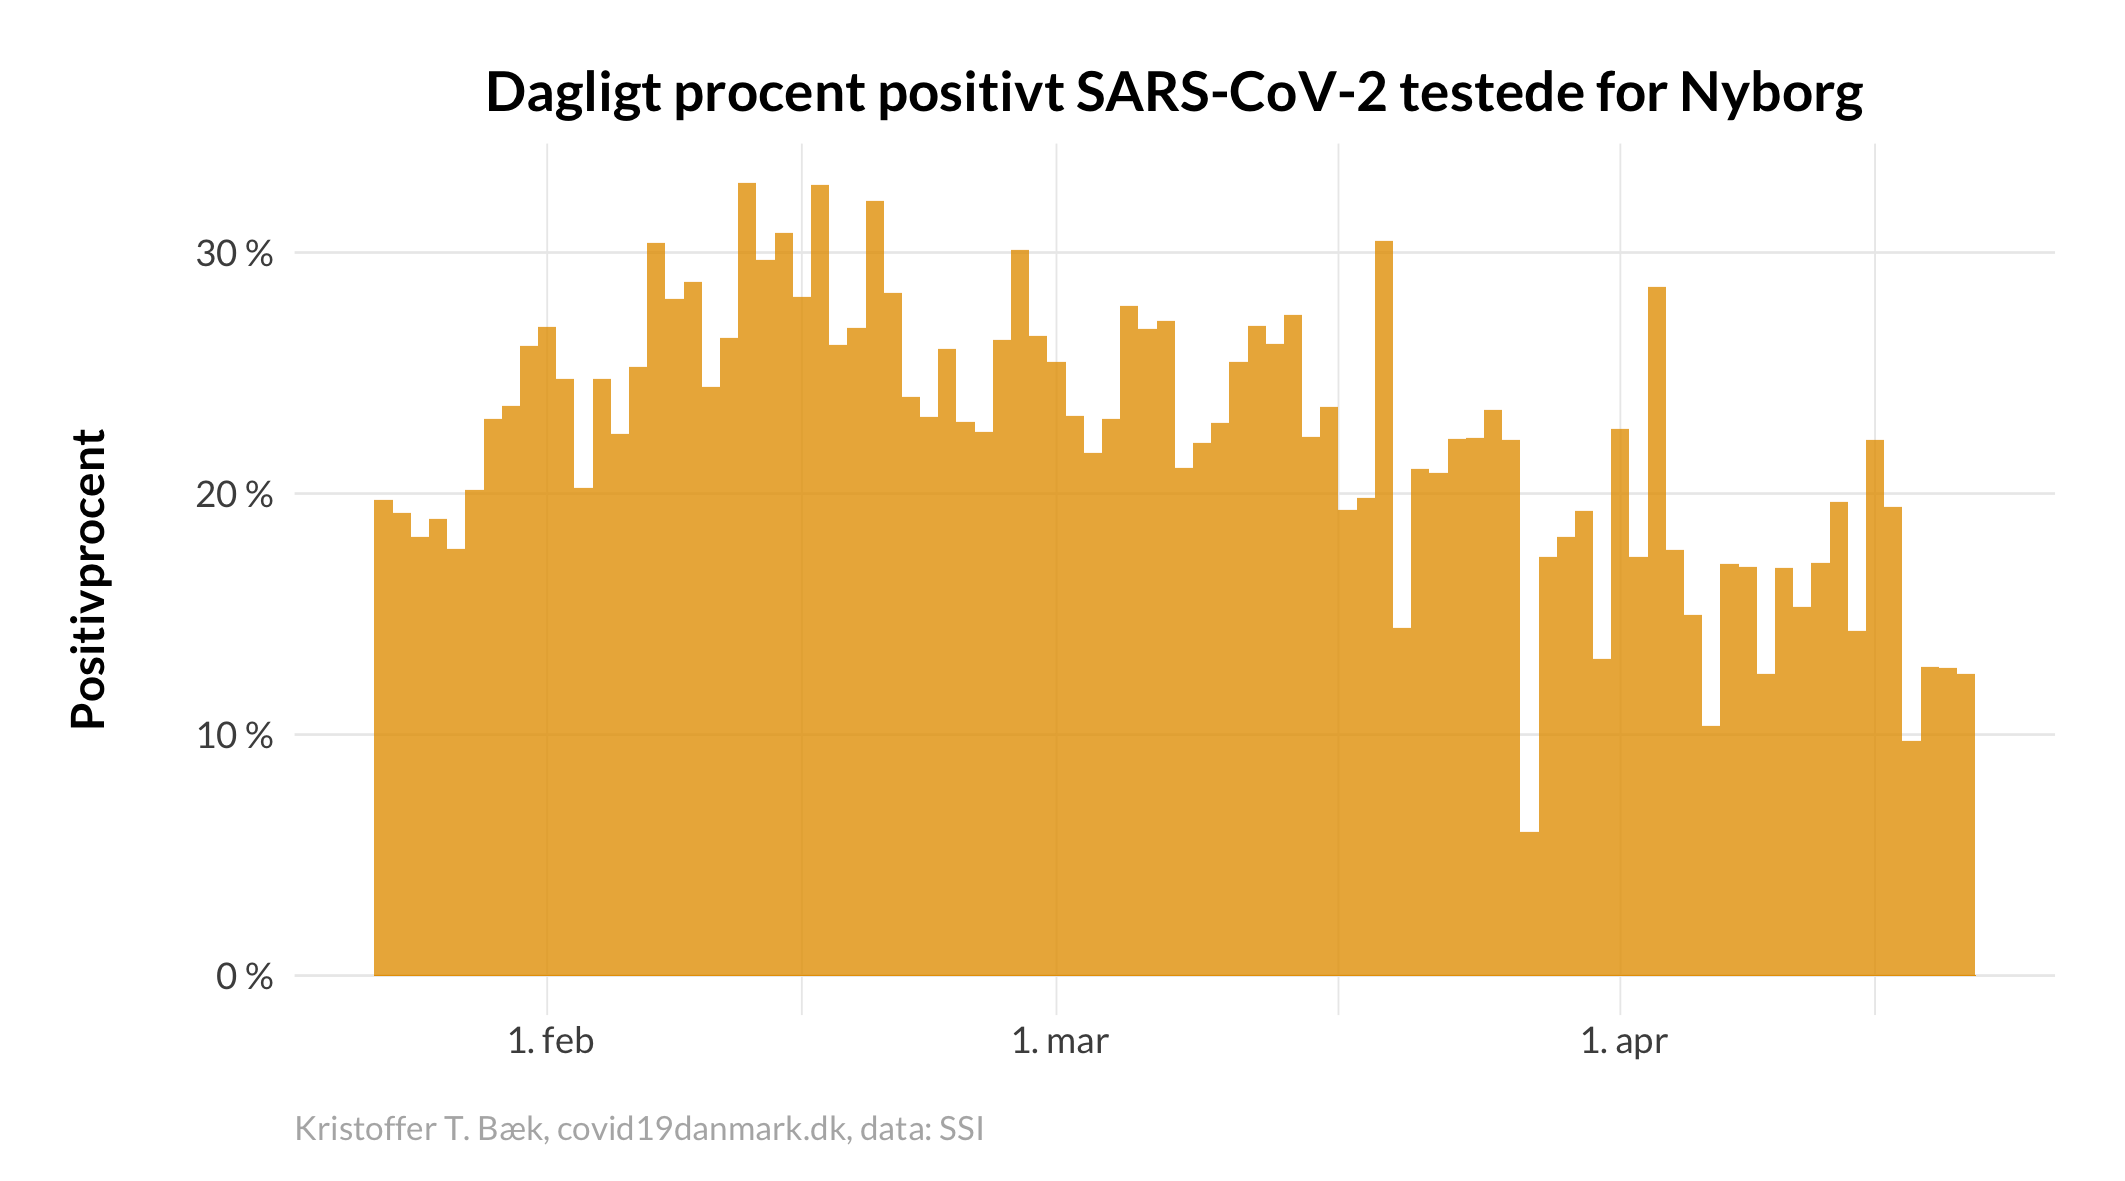 Dagligt procent positivt SARS-CoV-2 testede for Nyborg
Positivprocent
30 %
20 %
10 %
0 %
1. feb
1. mar
1. apr
Kristoffer T. Bæk, covid19danmark.dk, data: SSI